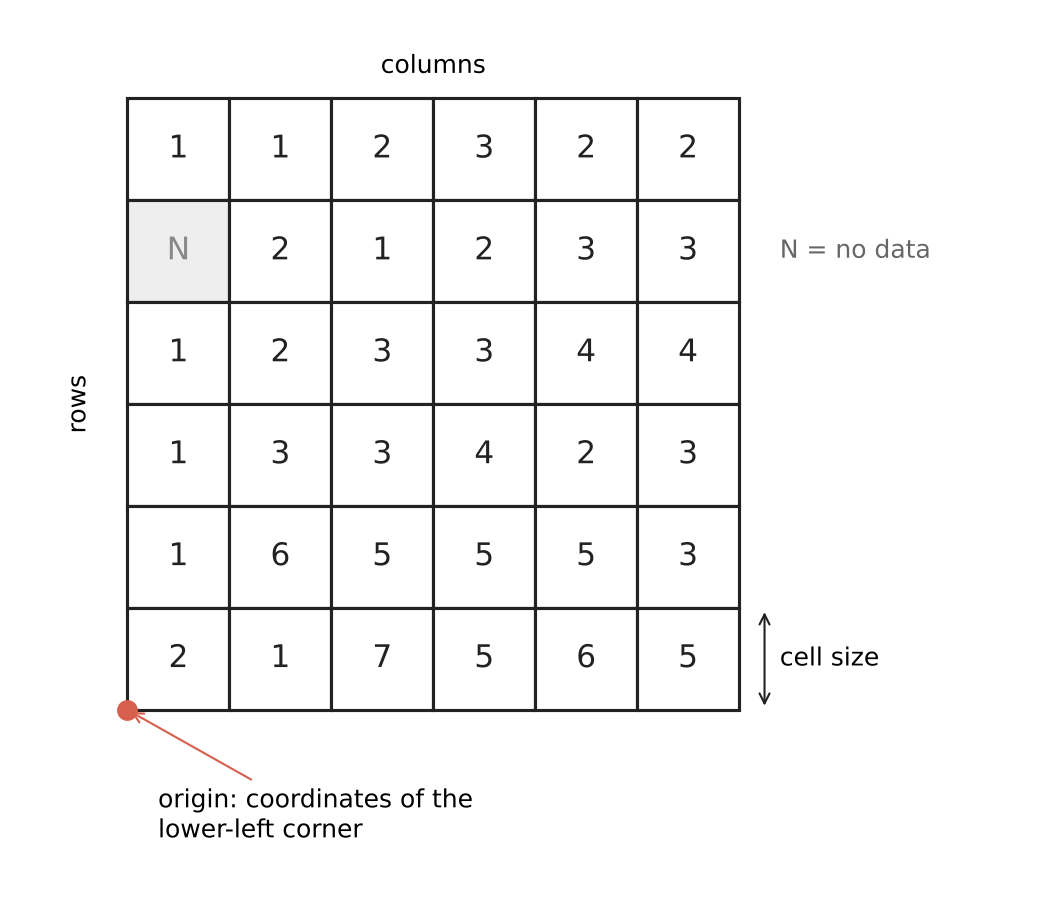 columns
1 1 2 3 2 2
N 2 1 2 3 3
N = no data
1 2 3 3 4 4
rows
1 3 3 4 2 3
1 6 5 5 5 3
2 1 7 5 6 5
cell size
origin: coordinates of the
lower-left corner